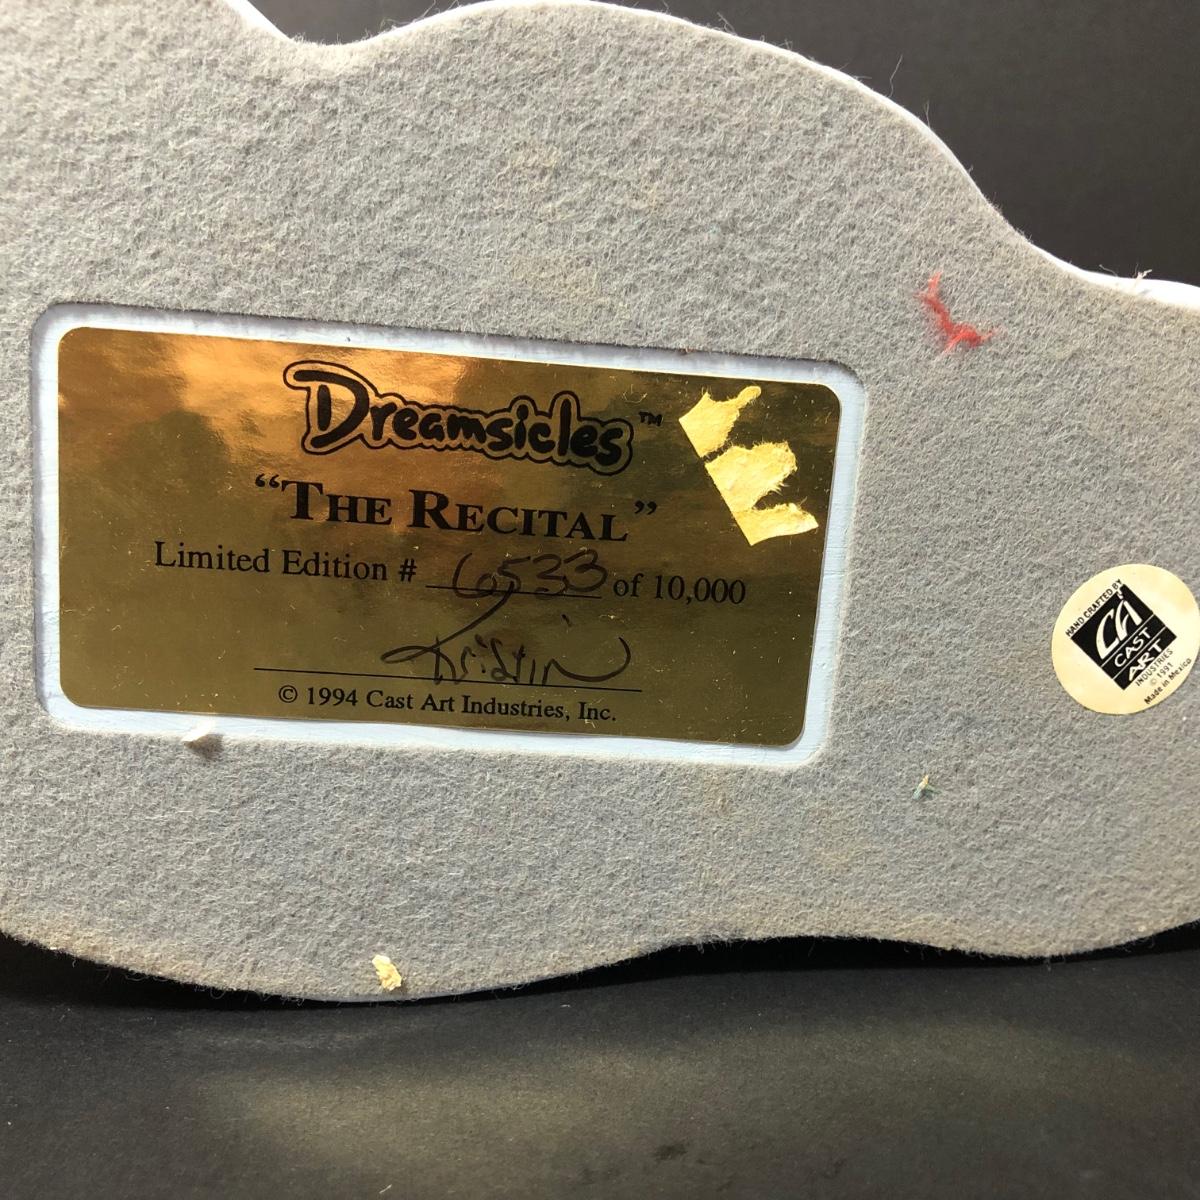 Dreamsicles™
“THE RECITAL”
Limited Edition # 6533 of 10,000
Kristin
© 1994 Cast Art Industries, Inc.
HAND CRAFTED BY
CA
CAST
ART
INDUSTRIES
© 1991
Made in Mexico